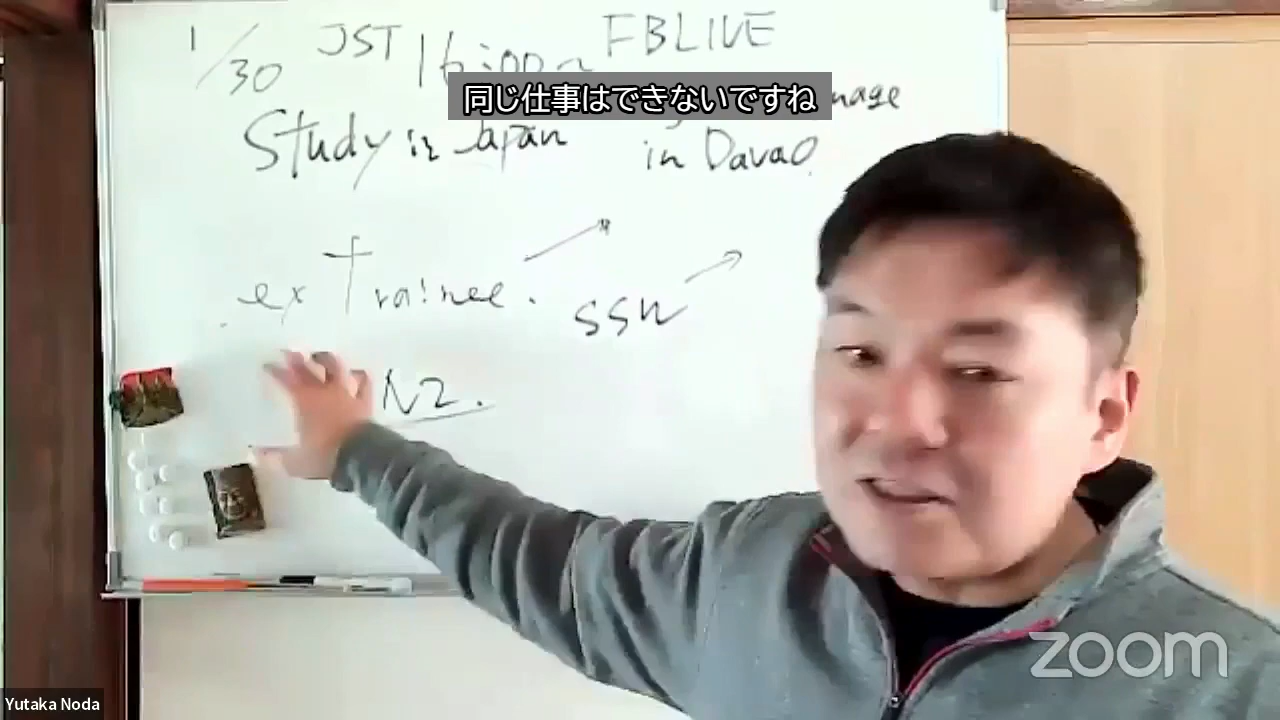 1/30 JST 16:00~ FBLIVE
同じ仕事はできないですね
Study in Japan
in Davao
ex Trainee.
SSW
N2.
zoom
Yutaka Noda